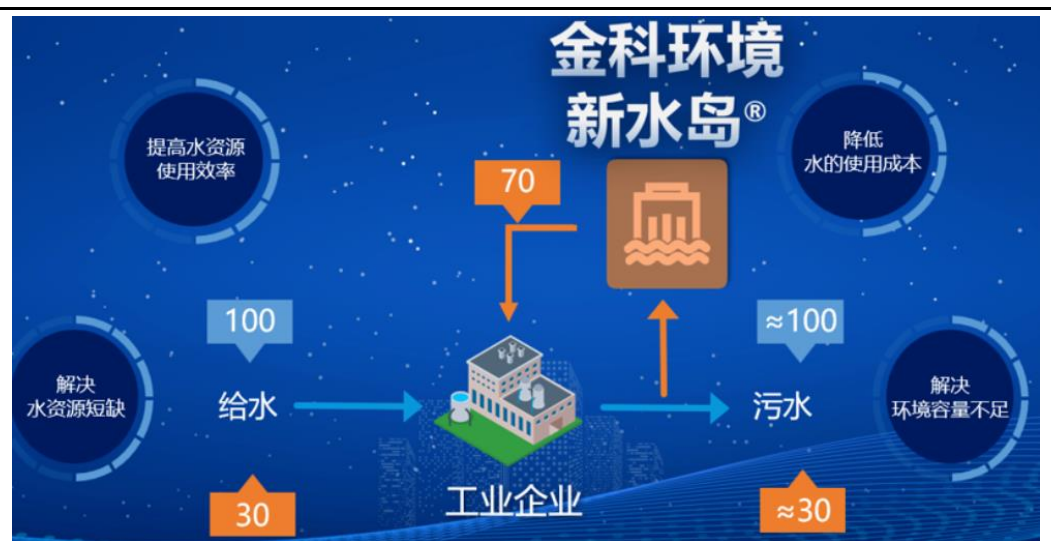 金科环境
新水岛®
提高水资源
使用效率
降低
水的使用成本
70
100
≈100
解决
水资源短缺
给水
污水
解决
环境容量不足
工业企业
30
≈30